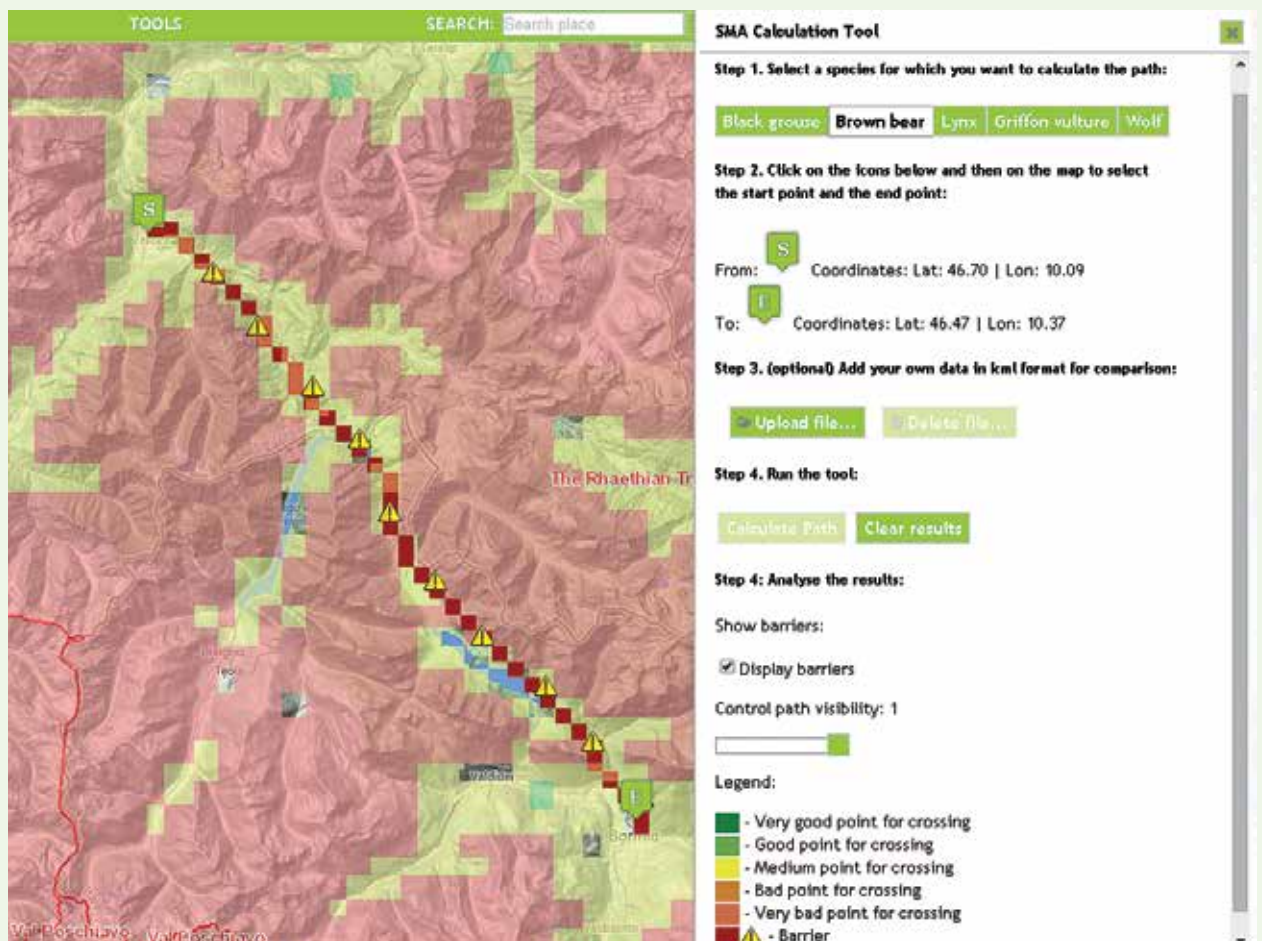 TOOLS
SEARCH: Search place
SMA Calculation Tool
Step 1. Select a species for which you want to calculate the path:
Black grouse Brown bear Lynx Griffon vulture Wolf
Step 2. Click on the icons below and then on the map to select
the start point and the end point:
S
From: S Coordinates: Lat: 46.70 | Lon: 10.09
To: E Coordinates: Lat: 46.47 | Lon: 10.37
Step 3. (optional) Add your own data in kml format for comparison:
Upload file... Delete file...
The Rhaethian Tr
Step 4. Run the tool:
Calculate Path Clear results
Step 4: Analyse the results:
Show barriers:
Display barriers
Control path visibility: 1
Legend:
- Very good point for crossing
- Good point for crossing
- Medium point for crossing
- Bad point for crossing
- Very bad point for crossing
- Barrier
E
Bormio
Val Poschiavo Val Poschiavo